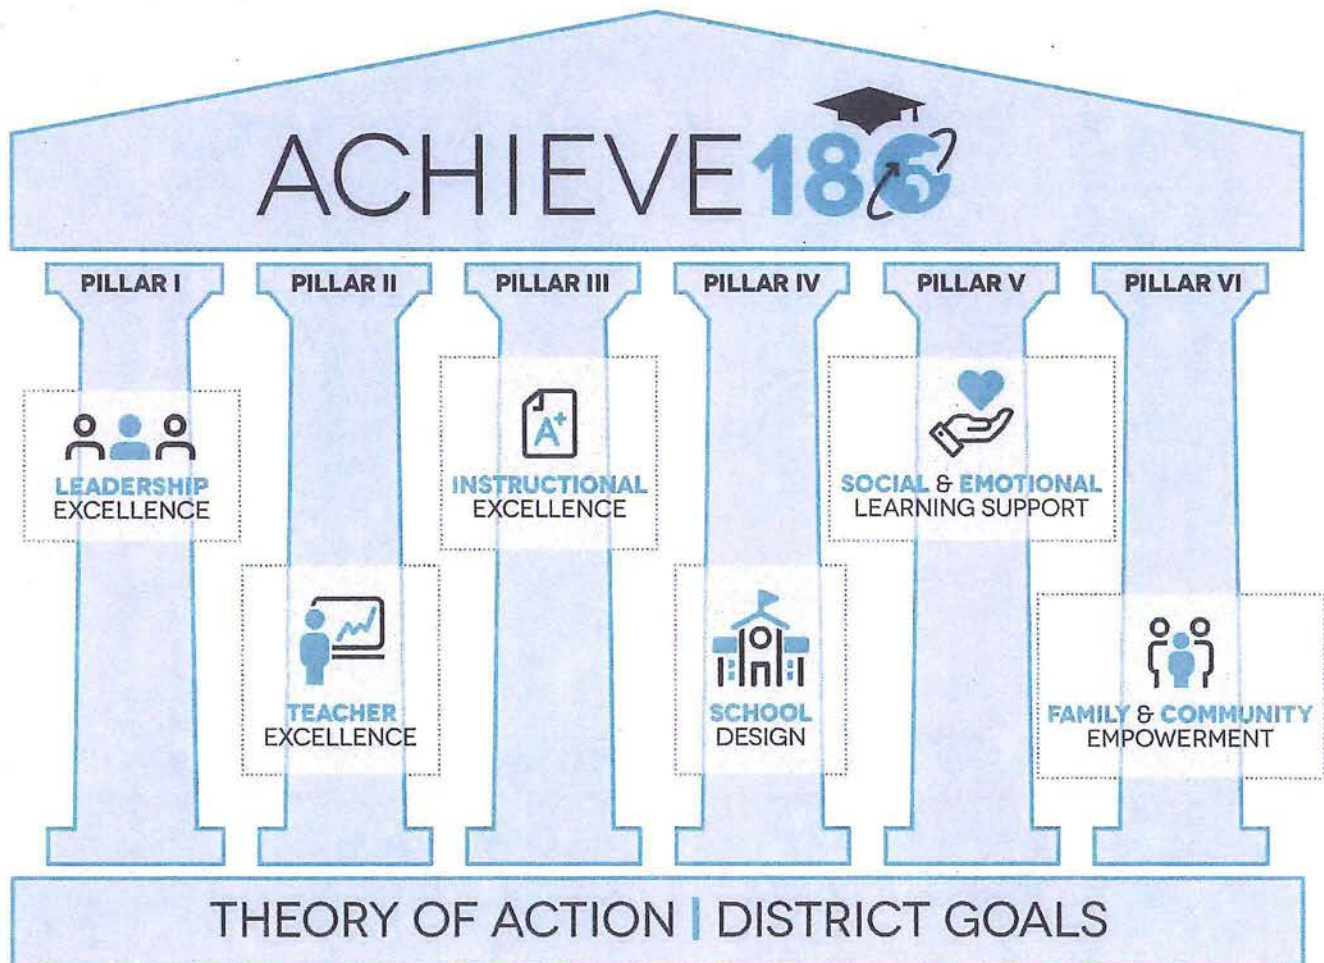 ACHIEVE180
PILLAR I
PILLAR II
PILLAR III
PILLAR IV
PILLAR V
PILLAR VI
LEADERSHIP
EXCELLENCE
TEACHER
EXCELLENCE
A+
INSTRUCTIONAL
EXCELLENCE
SCHOOL
DESIGN
SOCIAL & EMOTIONAL
LEARNING SUPPORT
FAMILY & COMMUNITY
EMPOWERMENT
THEORY OF ACTION | DISTRICT GOALS